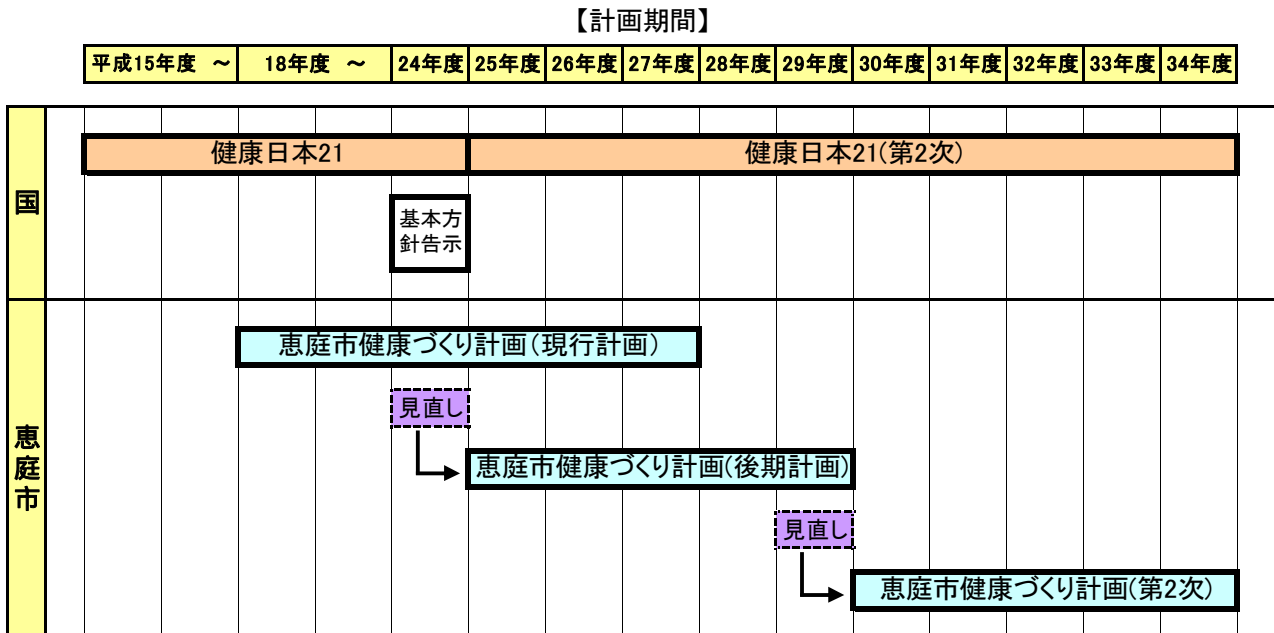 【計画期間】
平成15年度 ～ 18年度 ～ 24年度 25年度 26年度 27年度 28年度 29年度 30年度 31年度 32年度 33年度 34年度
国
健康日本21 健康日本21(第2次)
基本方
針告示
恵庭市
恵庭市健康づくり計画(現行計画)
見直し
恵庭市健康づくり計画(後期計画)
見直し
恵庭市健康づくり計画(第2次)